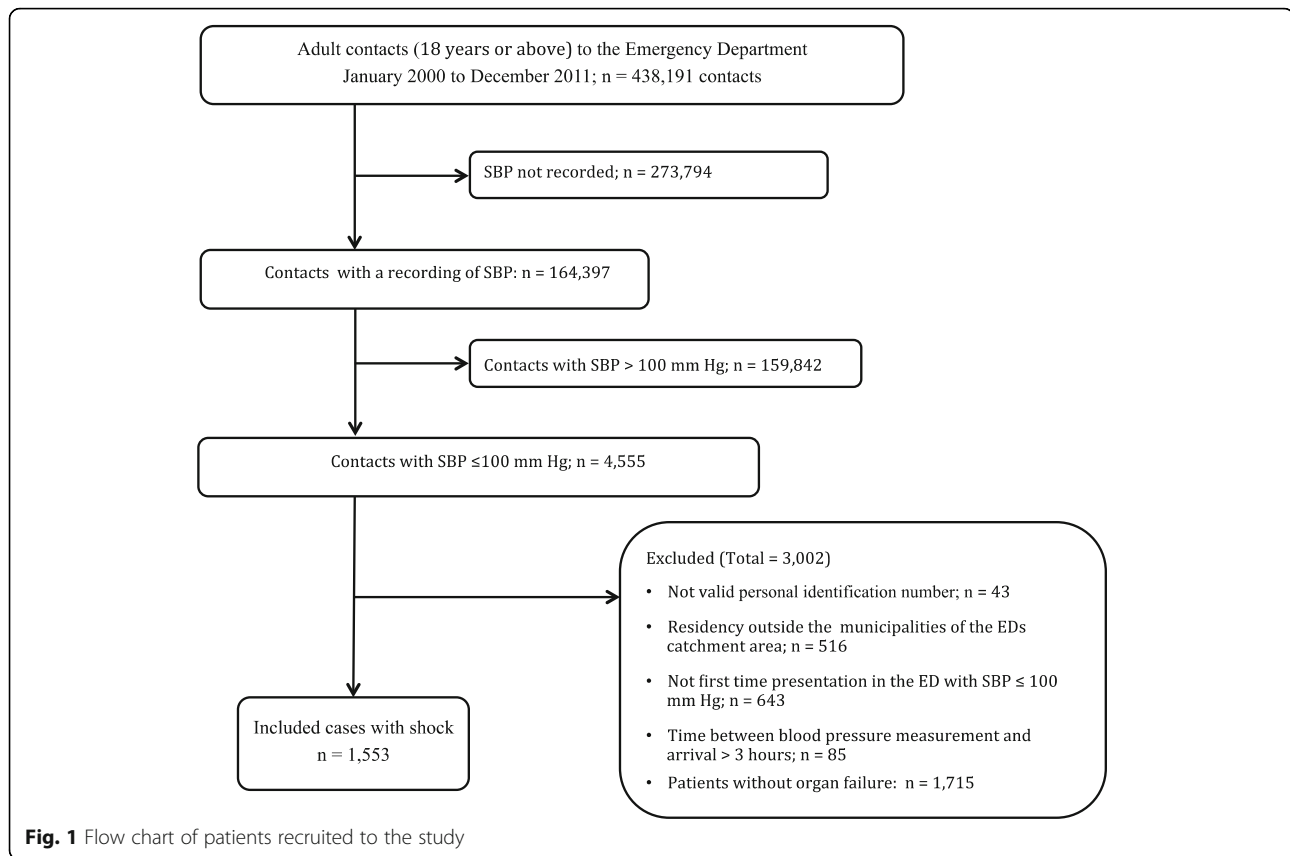 Adult contacts (18 years or above) to the Emergency Department
January 2000 to December 2011; n = 438,191 contacts
SBP not recorded; n = 273,794
Contacts with a recording of SBP: n = 164,397
Contacts with SBP > 100 mm Hg; n = 159,842
Contacts with SBP ≤100 mm Hg; n = 4,555
Excluded (Total = 3,002)
• Not valid personal identification number; n = 43
• Residency outside the municipalities of the EDs
catchment area; n = 516
• Not first time presentation in the ED with SBP ≤ 100
mm Hg; n = 643
• Time between blood pressure measurement and
arrival > 3 hours; n = 85
• Patients without organ failure: n = 1,715
Included cases with shock
n = 1,553
Fig. 1 Flow chart of patients recruited to the study